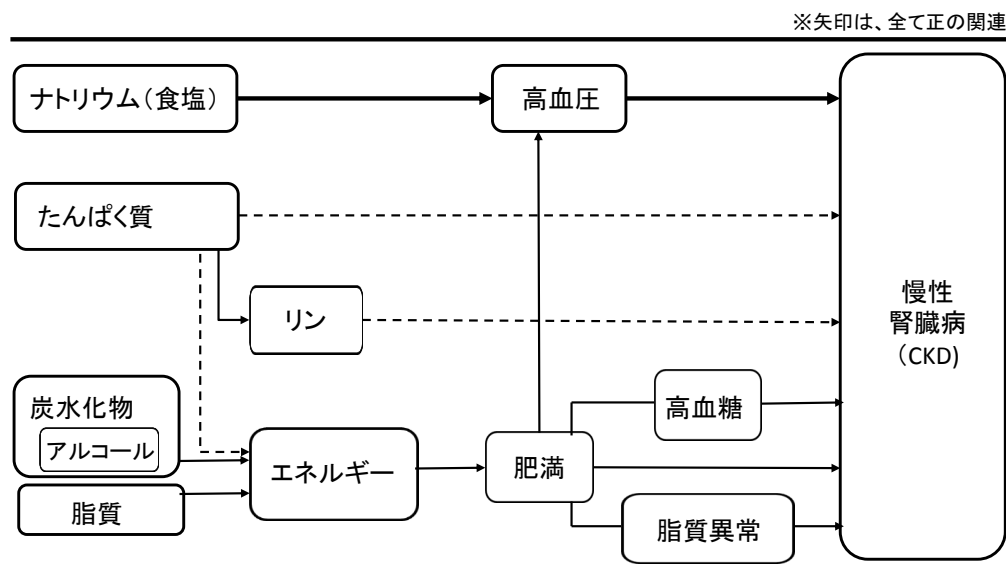 ※矢印は、全て正の関連
ナトリウム(食塩)
高血圧
たんぱく質
リン
慢性
腎臓病
(CKD)
炭水化物
アルコール
高血糖
エネルギー
肥満
脂質
脂質異常